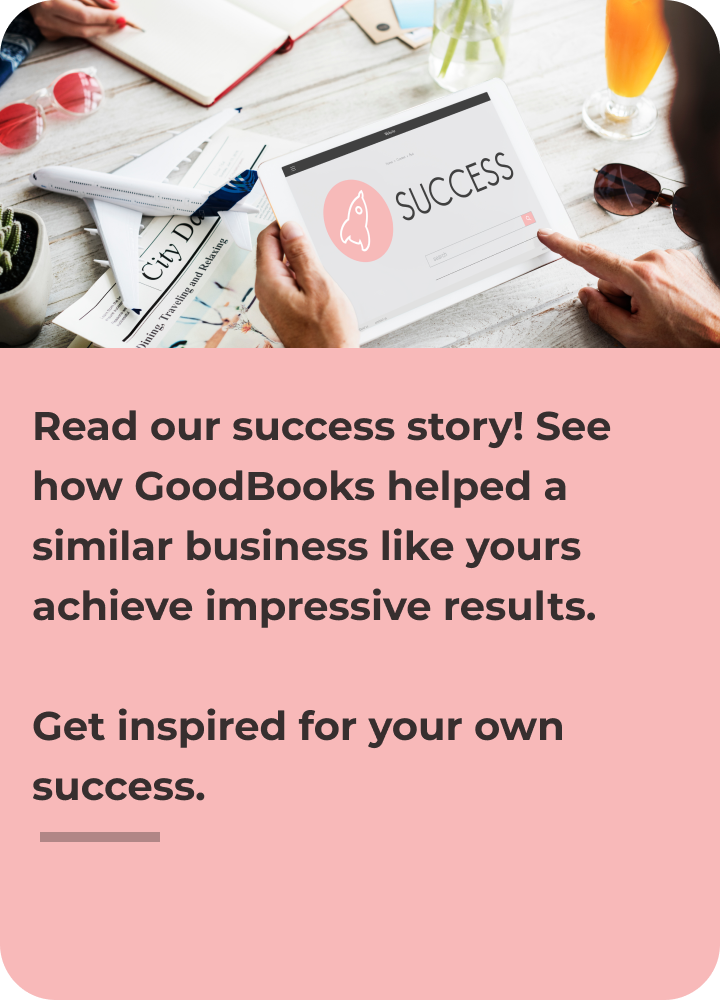 City
Dining, Traveling and Relaxing
SUCCESS
Read our success story! See
how GoodBooks helped a
similar business like yours
achieve impressive results.
Get inspired for your own
success.